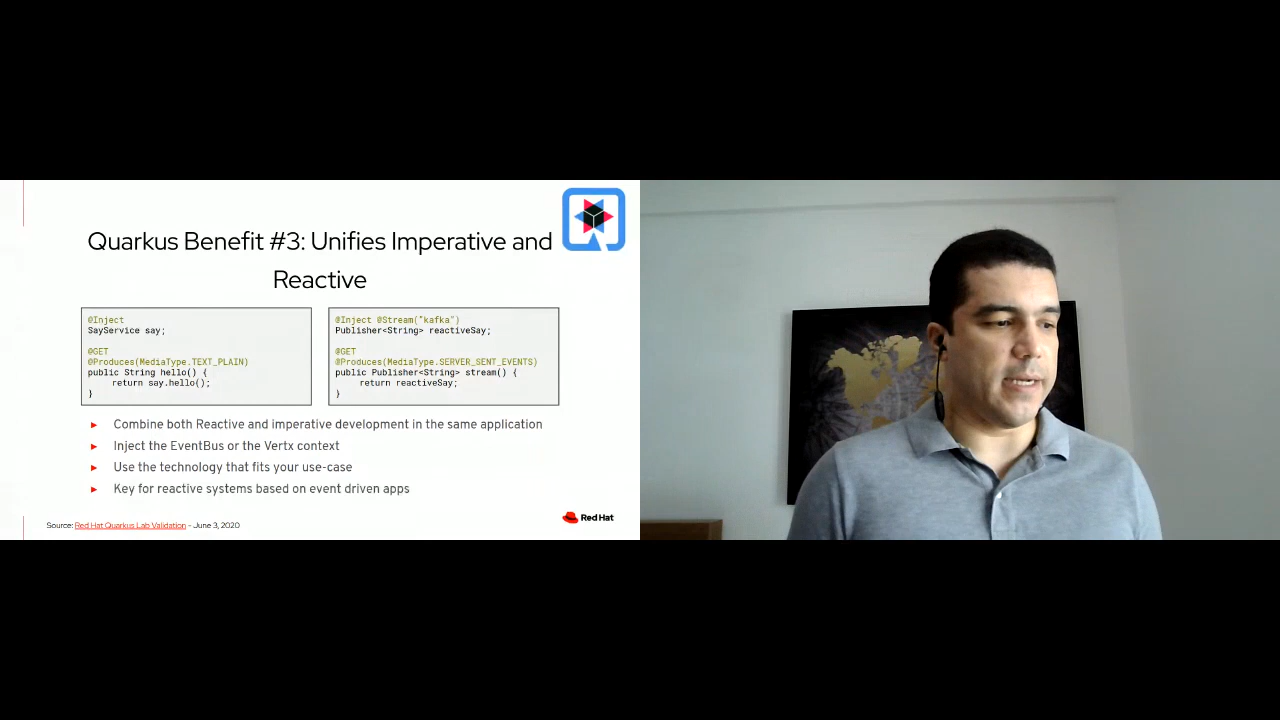 Quarkus Benefit #3: Unifies Imperative and
Reactive
@Inject
SayService say;
@GET
@Produces(MediaType.TEXT_PLAIN)
public String hello() {
return say.hello();
}
@Inject @Stream("kafka")
Publisher<String> reactiveSay;
@GET
@Produces(MediaType.SERVER_SENT_EVENTS)
public Publisher<String> stream() {
return reactiveSay;
}
► Combine both Reactive and imperative development in the same application
► Inject the EventBus or the Vertx context
► Use the technology that fits your use-case
► Key for reactive systems based on event driven apps
Source: Red Hat Quarkus Lab Validation - June 3, 2020
Red Hat